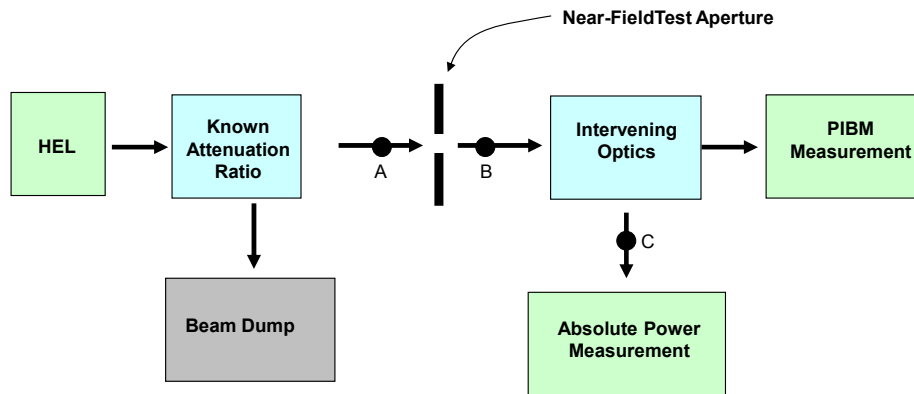 Near-FieldTest Aperture
HEL
Known
Attenuation
Ratio
A
B
Intervening
Optics
PIBM
Measurement
C
Beam Dump
Absolute Power
Measurement